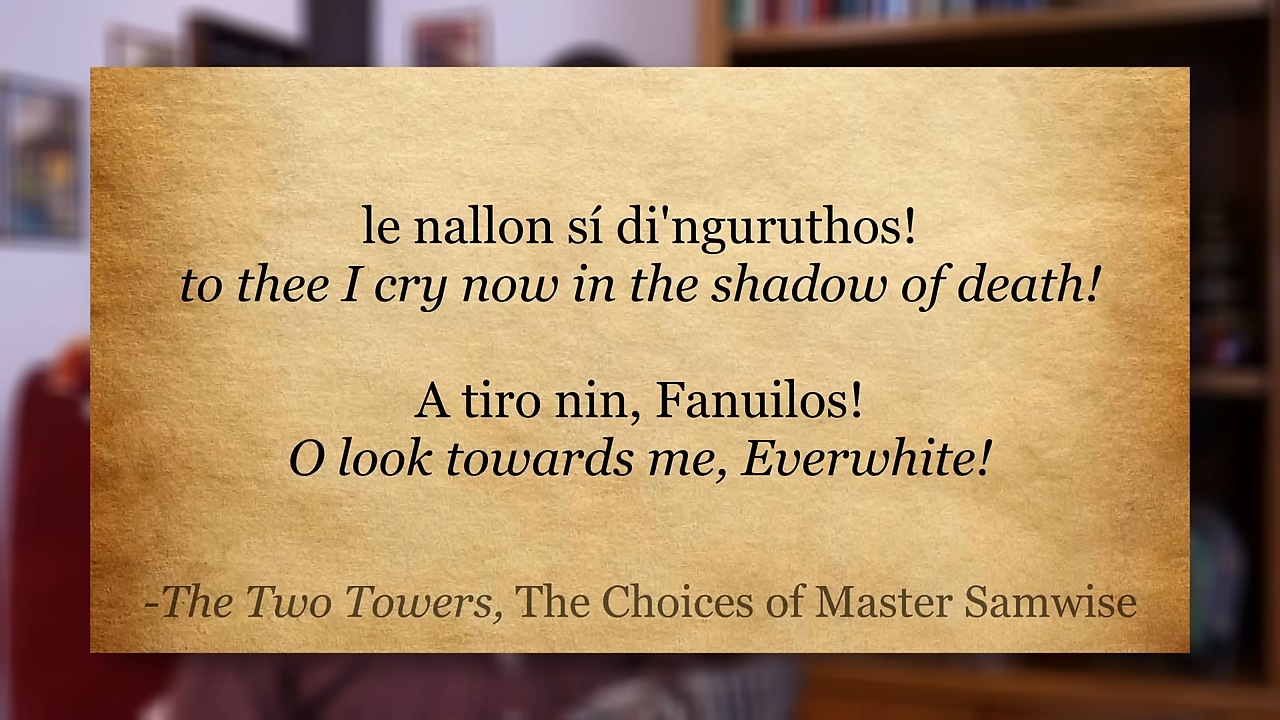 le nallon sí di'nguruthos!
to thee I cry now in the shadow of death!
A tiro nin, Fanuilos!
O look towards me, Everwhite!
-The Two Towers, The Choices of Master Samwise